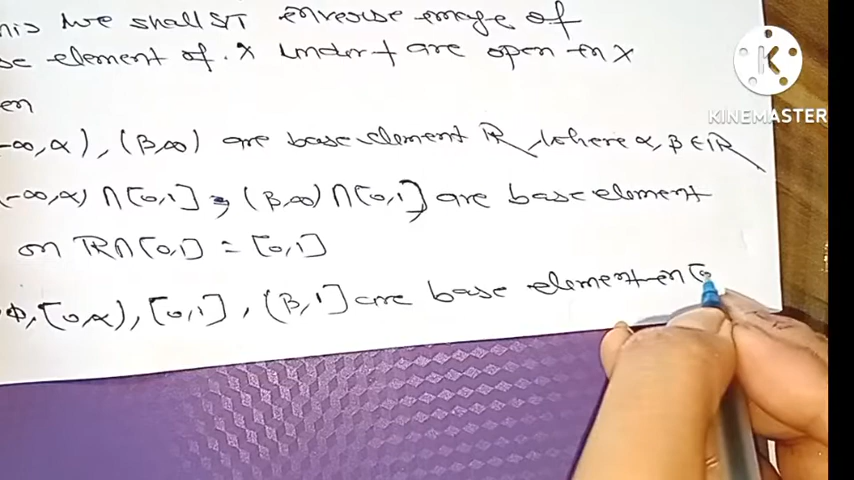 his we shall S/T inverse image of
se element of X under f are open in X
en
-∞, α), (β, ∞) are base element ℝ, where α, β ∈ ℝ
(-∞, α) ∩ [0,1], (β, ∞) ∩ [0,1] are base element
on ℝ ∩ [0,1] = [0,1]
φ, [0, α), [0,1], (β, 1] are base element in [0
KINEMASTER